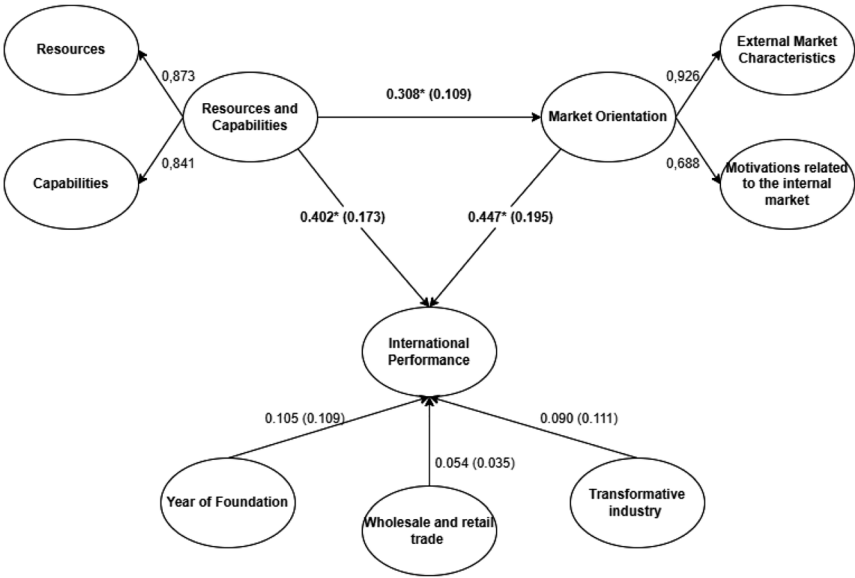 Resources
0,873
Resources and
Capabilities
0,841
Capabilities
0.308* (0.109)
Market Orientation
0,926
External Market
Characteristics
0,688
Motivations related
to the internal
market
0.402* (0.173)
0.447* (0.195)
International
Performance
0.105 (0.109)
0.054 (0.035)
0.090 (0.111)
Year of Foundation
Wholesale and retail
trade
Transformative
industry